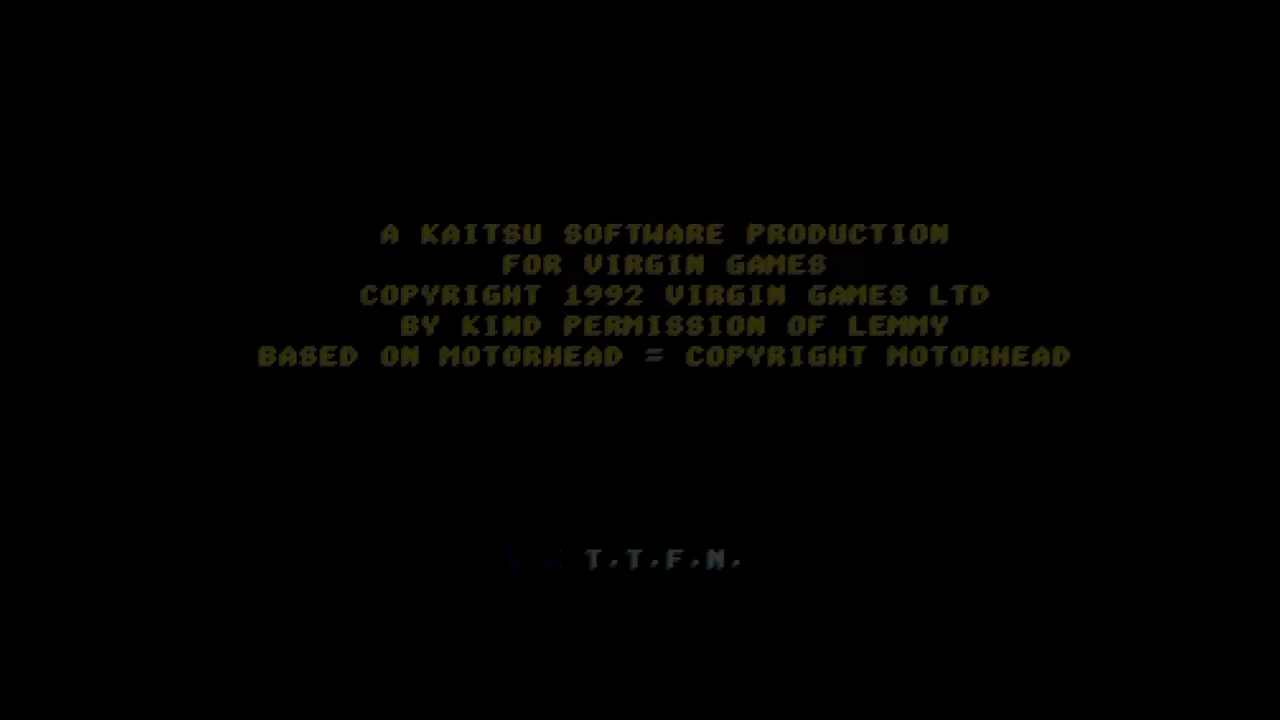 A KAITSU SOFTWARE PRODUCTION
FOR VIRGIN GAMES
COPYRIGHT 1992 VIRGIN GAMES LTD
BY KIND PERMISSION OF LEMMY
BASED ON MOTORHEAD = COPYRIGHT MOTORHEAD
T.T.F.N.